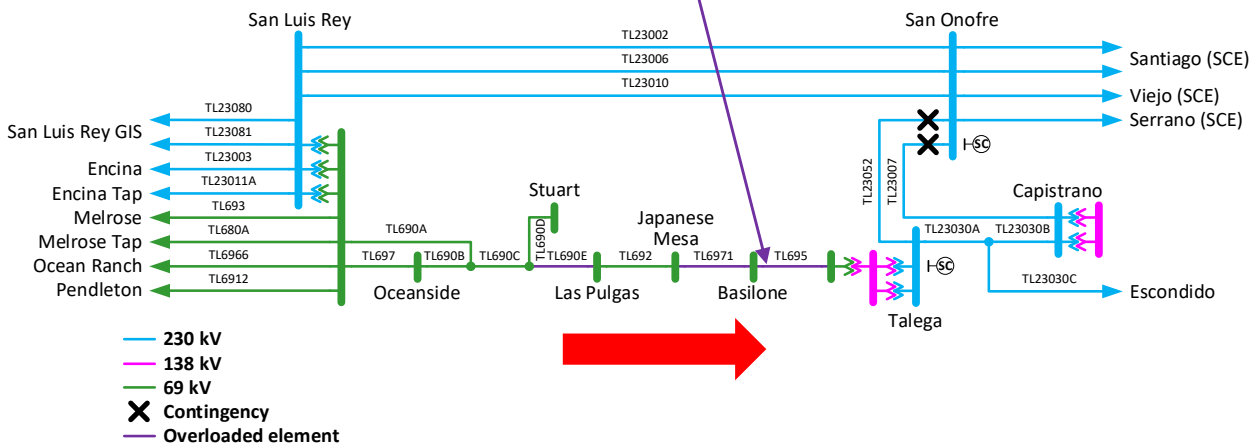 San Luis Rey
San Onofre
TL23002
TL23006
TL23010
Santiago (SCE)
Viejo (SCE)
Serrano (SCE)
TL23080
San Luis Rey GIS
TL23081
Encina
TL23003
Encina Tap
TL23011A
Melrose
TL693
Melrose Tap
TL680A
Ocean Ranch
TL6966
Pendleton
TL6912
TL690A
TL697
TL690B
TL690C
TL690D
TL690E
TL692
TL6971
TL695
Stuart
Japanese
Mesa
Oceanside
Las Pulgas
Basilone
TL23052
TL23007
SC
Capistrano
TL23030A
TL23030B
SC
TL23030C
Escondido
Talega
230 kV
138 kV
69 kV
Contingency
Overloaded element